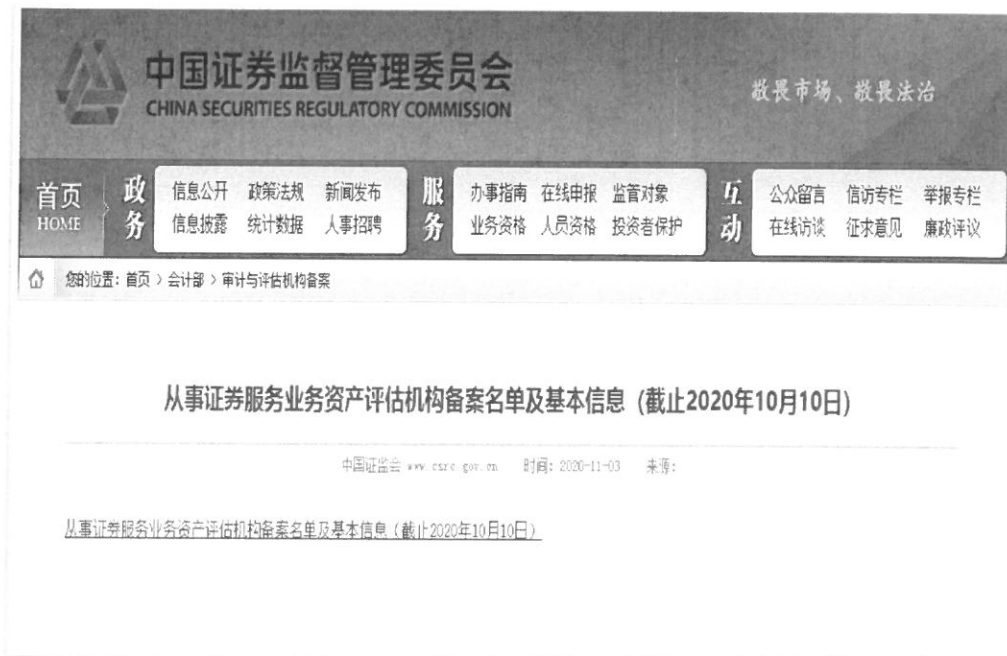 中国证券监督管理委员会
CHINA SECURITIES REGULATORY COMMISSION
敬畏市场、敬畏法治
首页
HOME
政务
信息公开 政策法规 新闻发布
信息披露 统计数据 人事招聘
服务
办事指南 在线申报 监管对象
业务资格 人员资格 投资者保护
互动
公众留言 信访专栏 举报专栏
在线访谈 征求意见 廉政评议
您的位置：首页 > 会计部 > 审计与评估机构备案
从事证券服务业务资产评估机构备案名单及基本信息（截止2020年10月10日）
中国证监会 www.csrc.gov.cn 时间：2020-11-03 来源：
从事证券服务业务资产评估机构备案名单及基本信息（截止2020年10月10日）